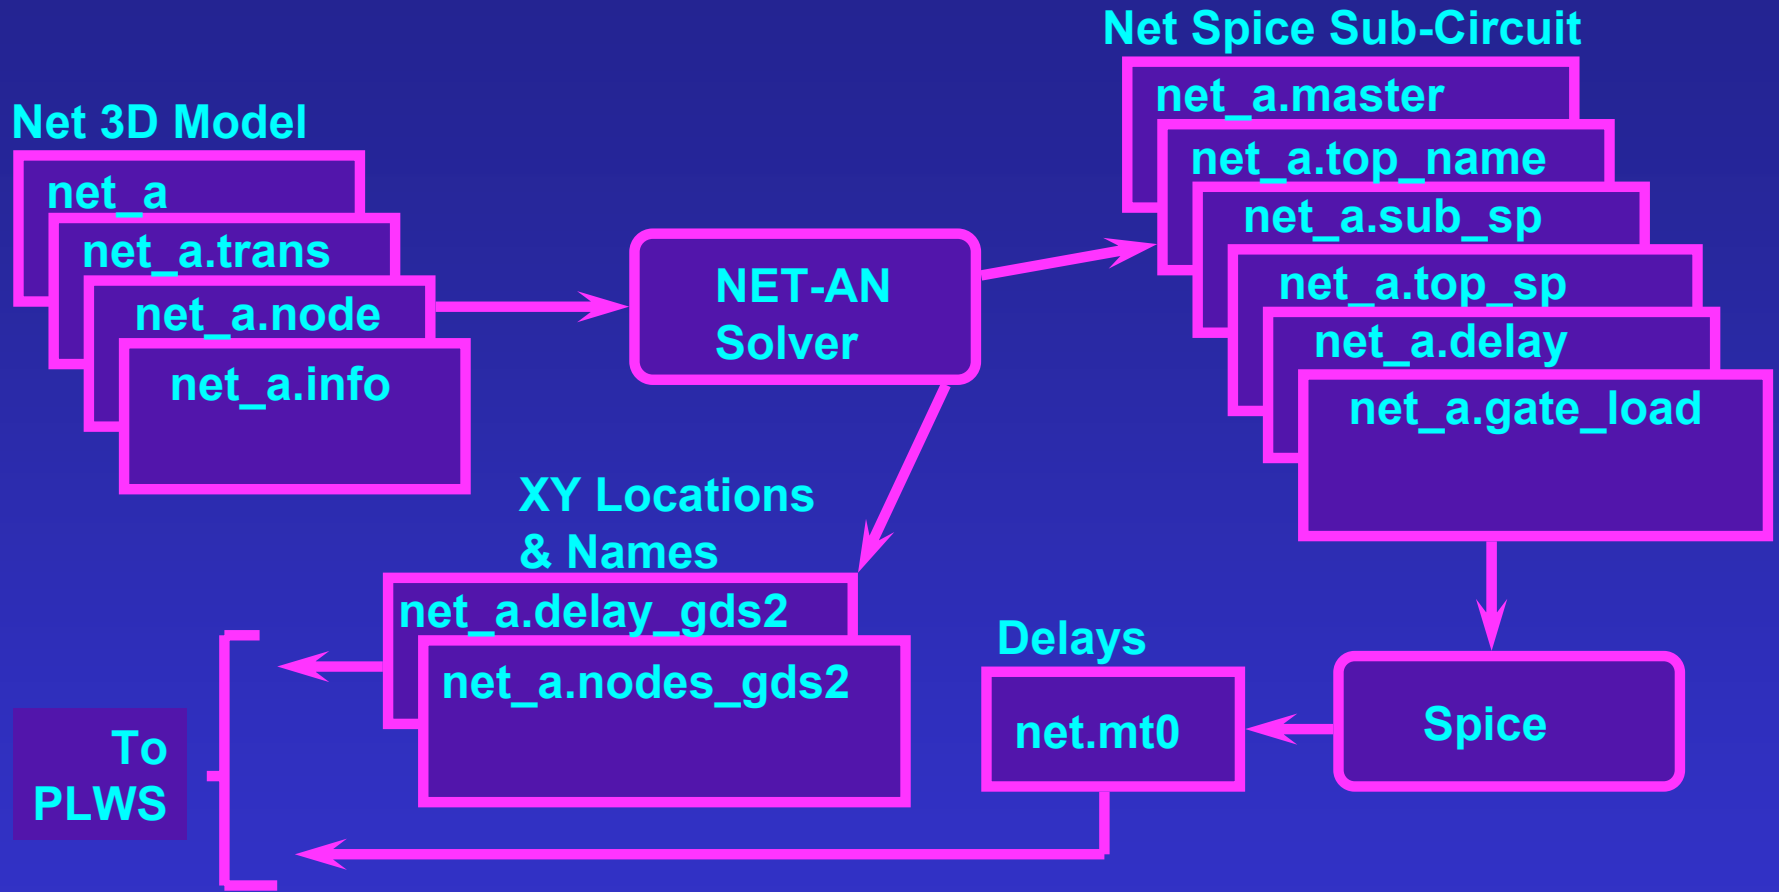 Net Spice Sub-Circuit
net_a.master
net_a.top_name
net_a.sub_sp
net_a.top_sp
net_a.delay
net_a.gate_load
Net 3D Model
net_a
net_a.trans
net_a.node
net_a.info
NET-AN
Solver
XY Locations
& Names
net_a.delay_gds2
net_a.nodes_gds2
Delays
net.mt0
Spice
To
PLWS